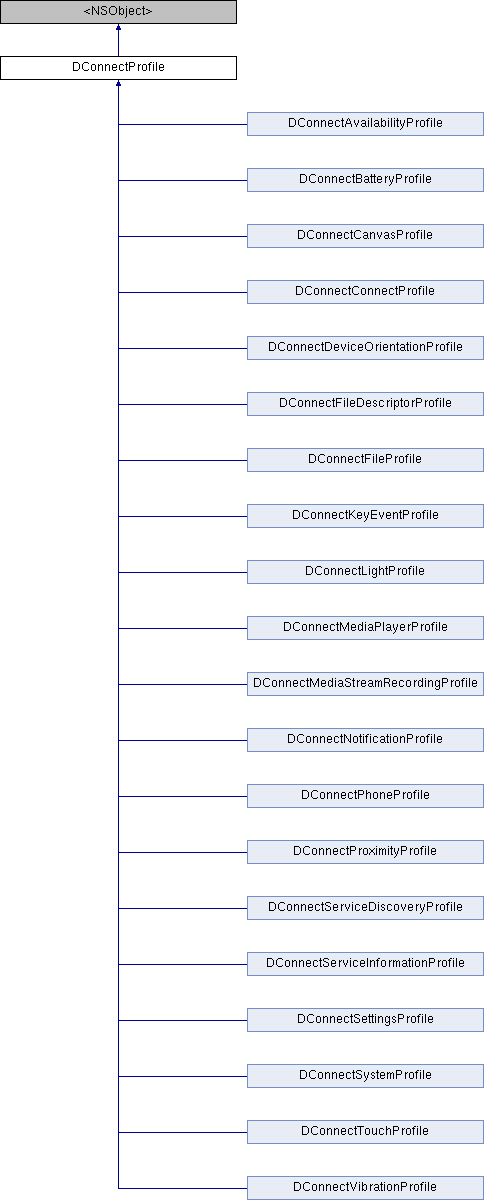 <NSObject>
DConnectProfile
DConnectAvailabilityProfile
DConnectBatteryProfile
DConnectCanvasProfile
DConnectConnectProfile
DConnectDeviceOrientationProfile
DConnectFileDescriptorProfile
DConnectFileProfile
DConnectKeyEventProfile
DConnectLightProfile
DConnectMediaPlayerProfile
DConnectMediaStreamRecordingProfile
DConnectNotificationProfile
DConnectPhoneProfile
DConnectProximityProfile
DConnectServiceDiscoveryProfile
DConnectServiceInformationProfile
DConnectSettingsProfile
DConnectSystemProfile
DConnectTouchProfile
DConnectVibrationProfile